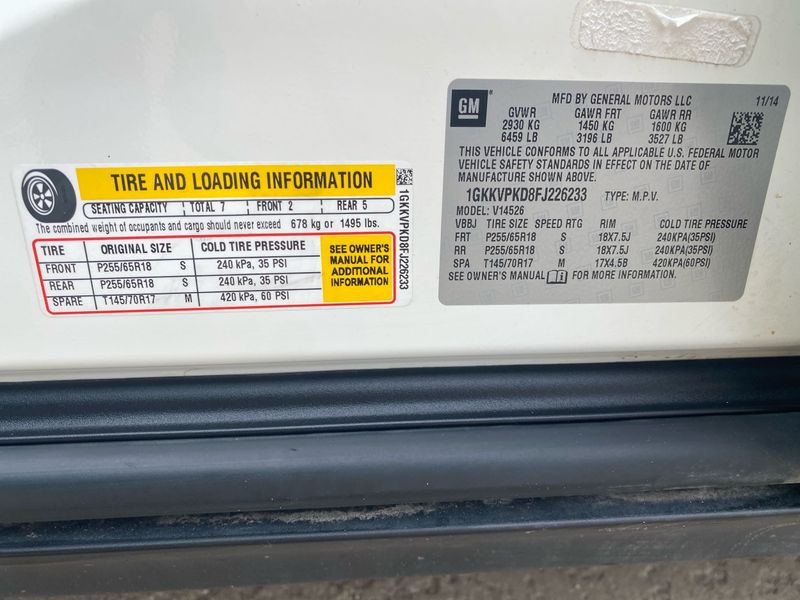 TIRE AND LOADING INFORMATION
SEATING CAPACITY TOTAL 7 FRONT 2 REAR 5
The combined weight of occupants and cargo should never exceed 678 kg or 1495 lbs.
TIRE ORIGINAL SIZE COLD TIRE PRESSURE
FRONT P255/65R18 S 240 kPa, 35 PSI
REAR P255/65R18 S 240 kPa, 35 PSI
SPARE T145/70R17 M 420 kPa, 60 PSI
SEE OWNER'S
MANUAL FOR
ADDITIONAL
INFORMATION
1GKKVPKD8FJ226233
GM
MFD BY GENERAL MOTORS LLC 11/14
GVWR GAWR FRT GAWR RR
2930 KG 1450 KG 1600 KG
6459 LB 3196 LB 3527 LB
THIS VEHICLE CONFORMS TO ALL APPLICABLE U.S. FEDERAL MOTOR
VEHICLE SAFETY STANDARDS IN EFFECT ON THE DATE OF
MANUFACTURE SHOWN ABOVE.
1GKKVPKD8FJ226233 TYPE: M.P.V.
MODEL: V14526
VBBJ TIRE SIZE SPEED RTG RIM COLD TIRE PRESSURE
FRT P255/65R18 S 18X7.5J 240KPA(35PSI)
RR P255/65R18 S 18X7.5J 240KPA(35PSI)
SPA T145/70R17 M 17X4.5B 420KPA(60PSI)
SEE OWNER'S MANUAL FOR MORE INFORMATION.